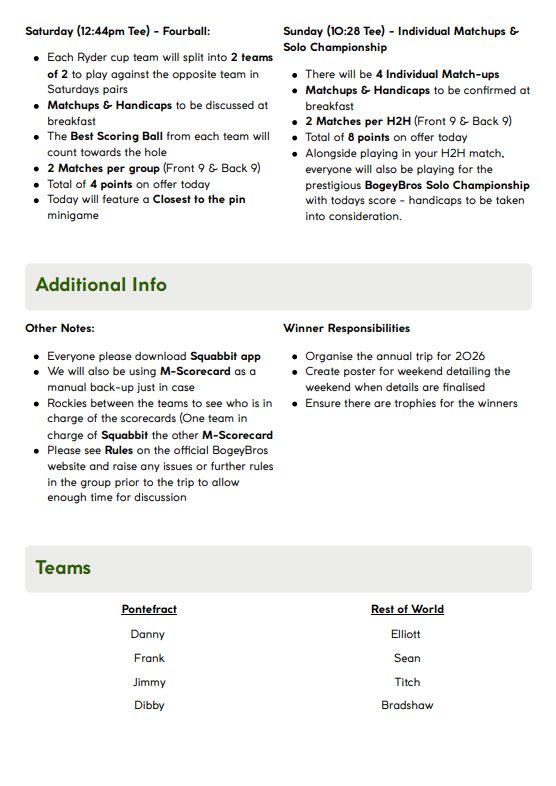 Saturday (12:44pm Tee) - Fourball:
● Each Ryder cup team will split into 2 teams
of 2 to play against the opposite team in
Saturdays pairs
● Matchups & Handicaps to be discussed at
breakfast
● The Best Scoring Ball from each team will
count towards the hole
● 2 Matches per group (Front 9 & Back 9)
● Total of 4 points on offer today
● Today will feature a Closest to the pin
minigame
Sunday (10:28 Tee) - Individual Matchups &
Solo Championship
● There will be 4 Individual Match-ups
● Matchups & Handicaps to be confirmed at
breakfast
● 2 Matches per H2H (Front 9 & Back 9)
● Total of 8 points on offer today
● Alongside playing in your H2H match,
everyone will also be playing for the
prestigious BogeyBros Solo Championship
with todays score - handicaps to be taken
into consideration.
Additional Info
Other Notes:
● Everyone please download Squabbit app
● We will also be using M-Scorecard as a
manual back-up just in case
● Rockies between the teams to see who is in
charge of the scorecards (One team in
charge of Squabbit the other M-Scorecard
● Please see Rules on the official BogeyBros
website and raise any issues or further rules
in the group prior to the trip to allow
enough time for discussion
Winner Responsibilities
● Organise the annual trip for 2026
● Create poster for weekend detailing the
weekend when details are finalised
● Ensure there are trophies for the winners
Teams
Pontefract
Danny
Frank
Jimmy
Dibby
Rest of World
Elliott
Sean
Titch
Bradshaw